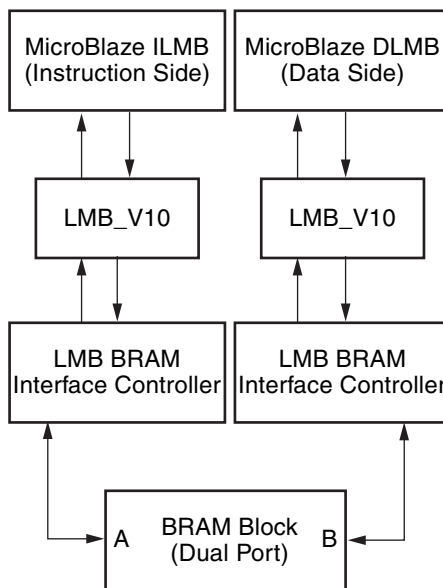 MicroBlaze ILMB
(Instruction Side)
MicroBlaze DLMB
(Data Side)
LMB_V10
LMB_V10
LMB BRAM
Interface Controller
LMB BRAM
Interface Controller
A
BRAM Block
(Dual Port)
B